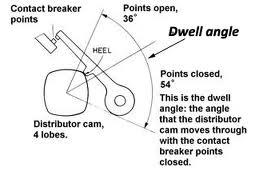 Contact breaker
points
Points open,
36°
Dwell angle
HEEL
Points closed,
54°
This is the dwell
angle: the angle
that the distributor
cam moves through
with the contact
breaker points
closed.
Distributor cam,
4 lobes.